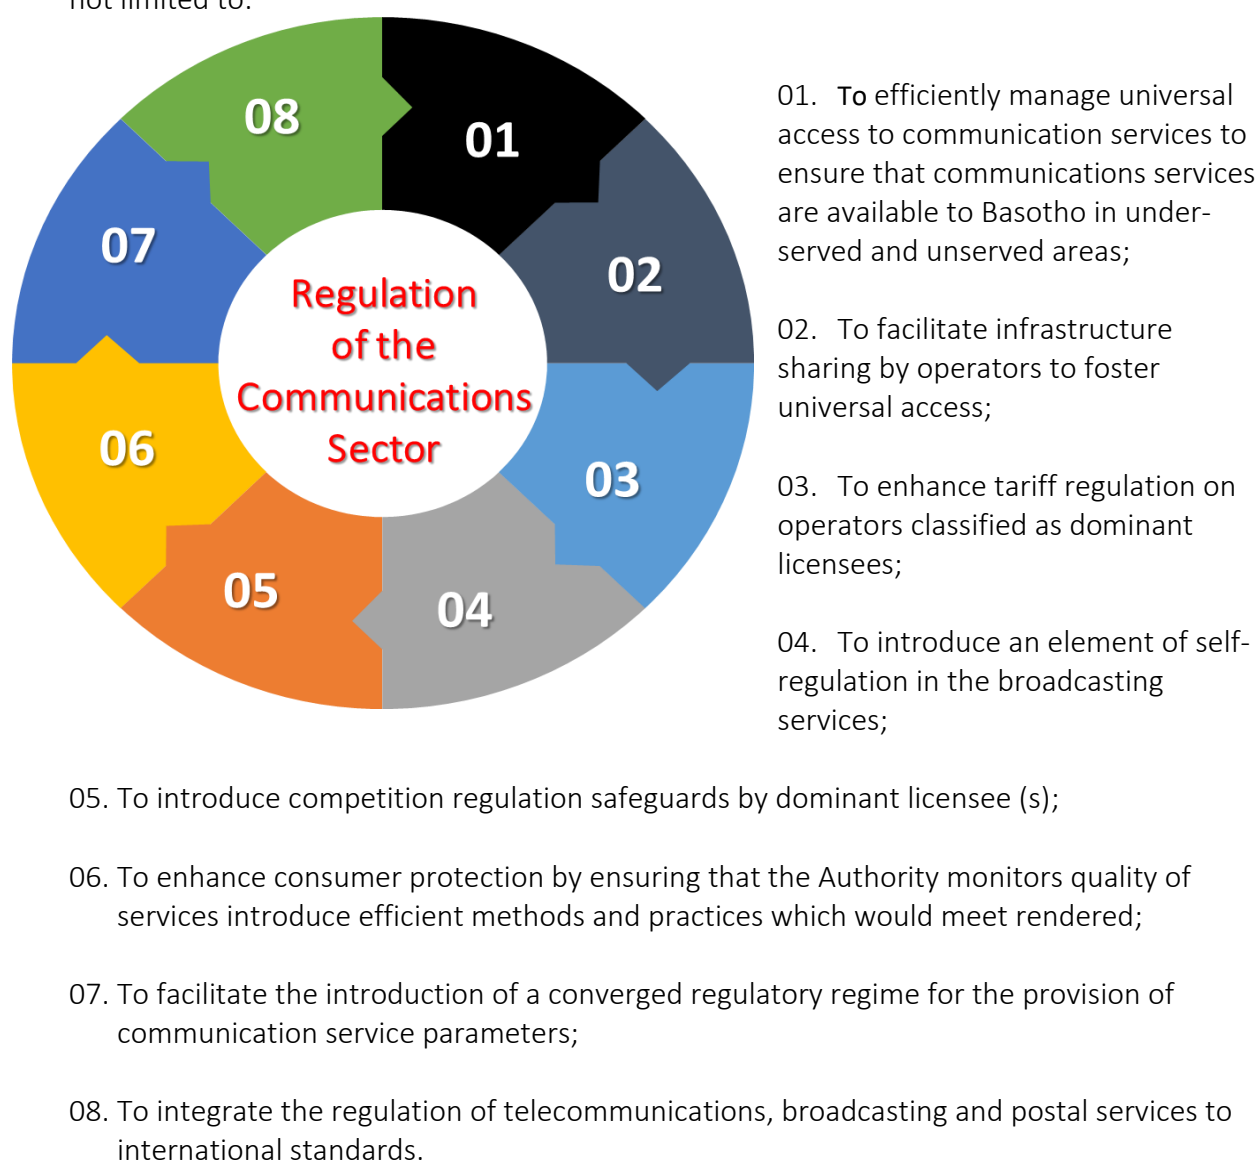 not limited to:
08
01
07
02
Regulation
of the
Communications
Sector
06
03
05
04
01. To efficiently manage universal
access to communication services to
ensure that communications services
are available to Basotho in under-
served and unserved areas;
02. To facilitate infrastructure
sharing by operators to foster
universal access;
03. To enhance tariff regulation on
operators classified as dominant
licensees;
04. To introduce an element of self-
regulation in the broadcasting
services;
05. To introduce competition regulation safeguards by dominant licensee (s);
06. To enhance consumer protection by ensuring that the Authority monitors quality of
services introduce efficient methods and practices which would meet rendered;
07. To facilitate the introduction of a converged regulatory regime for the provision of
communication service parameters;
08. To integrate the regulation of telecommunications, broadcasting and postal services to
international standards.